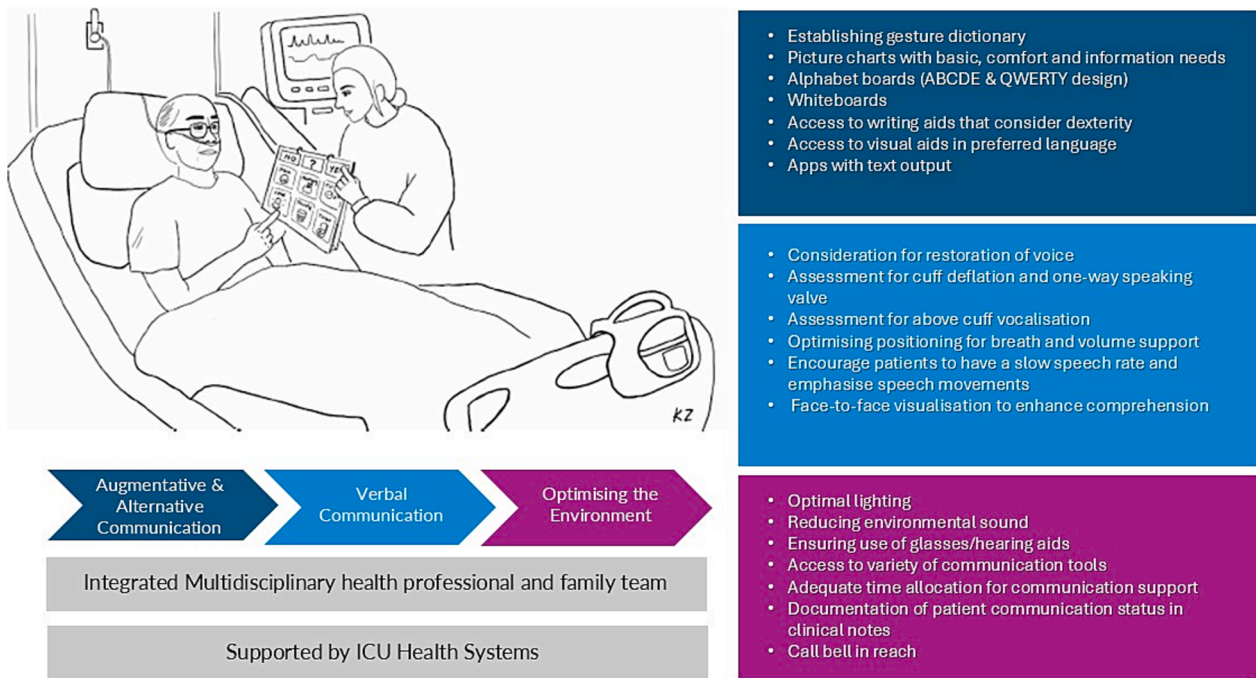 NO ? YES
KZ
Augmentative &
Alternative
Communication
Verbal
Communication
Optimising the
Environment
Integrated Multidisciplinary health professional and family team
Supported by ICU Health Systems
• Establishing gesture dictionary
• Picture charts with basic, comfort and information needs
• Alphabet boards (ABCDE & QWERTY design)
• Whiteboards
• Access to writing aids that consider dexterity
• Access to visual aids in preferred language
• Apps with text output
• Consideration for restoration of voice
• Assessment for cuff deflation and one-way speaking
valve
• Assessment for above cuff vocalisation
• Optimising positioning for breath and volume support
• Encourage patients to have a slow speech rate and
emphasise speech movements
• Face-to-face visualisation to enhance comprehension
• Optimal lighting
• Reducing environmental sound
• Ensuring use of glasses/hearing aids
• Access to variety of communication tools
• Adequate time allocation for communication support
• Documentation of patient communication status in
clinical notes
• Call bell in reach